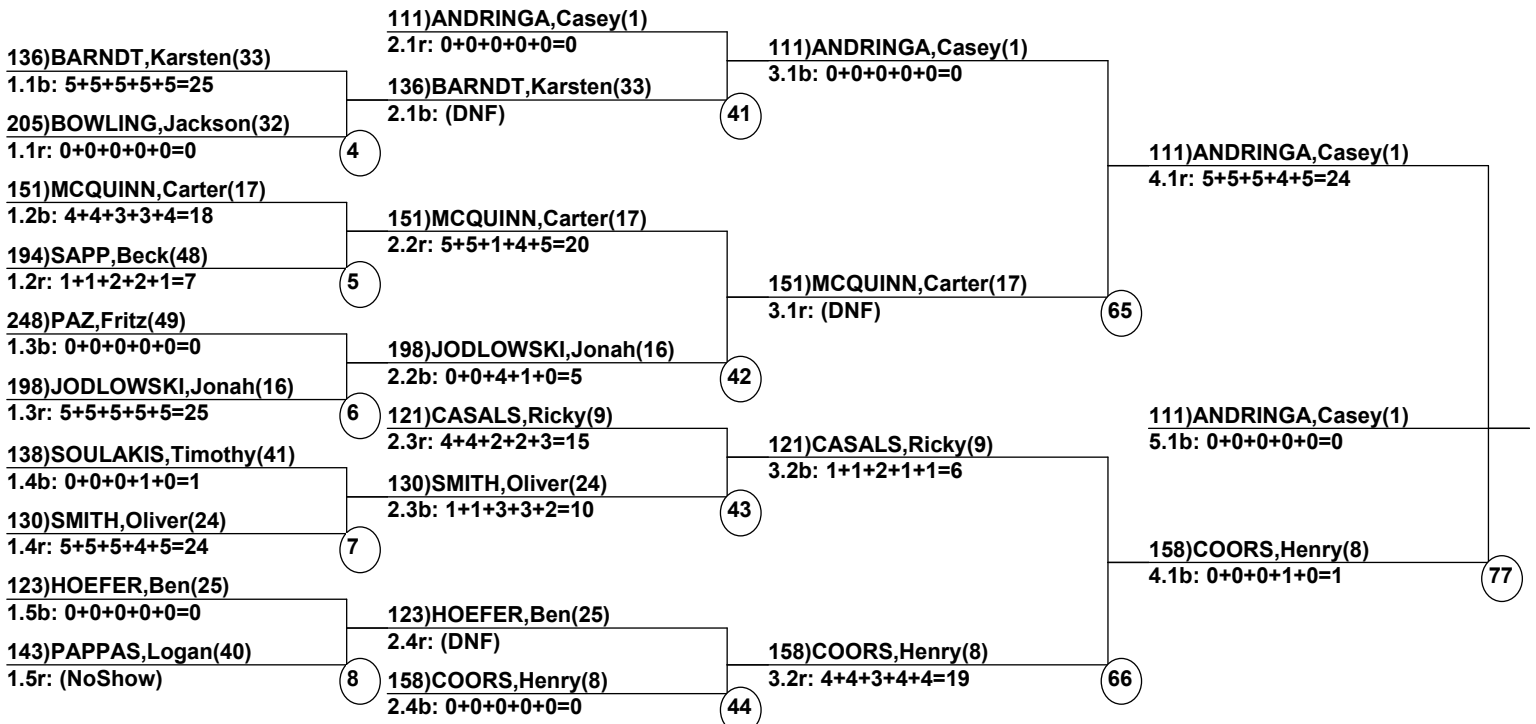 136)BARNDT,Karsten(33)
1.1b: 5+5+5+5+5=25
205)BOWLING,Jackson(32)
1.1r: 0+0+0+0+0=0
4
151)MCQUINN,Carter(17)
1.2b: 4+4+3+3+4=18
194)SAPP,Beck(48)
1.2r: 1+1+2+2+1=7
5
248)PAZ,Fritz(49)
1.3b: 0+0+0+0+0=0
198)JODLOWSKI,Jonah(16)
1.3r: 5+5+5+5+5=25
6
138)SOULAKIS,Timothy(41)
1.4b: 0+0+0+1+0=1
130)SMITH,Oliver(24)
1.4r: 5+5+5+4+5=24
7
123)HOEFER,Ben(25)
1.5b: 0+0+0+0+0=0
143)PAPPAS,Logan(40)
1.5r: (NoShow)
8
111)ANDRINGA,Casey(1)
2.1r: 0+0+0+0+0=0
136)BARNDT,Karsten(33)
2.1b: (DNF)
41
151)MCQUINN,Carter(17)
2.2r: 5+5+1+4+5=20
198)JODLOWSKI,Jonah(16)
2.2b: 0+0+4+1+0=5
42
121)CASALS,Ricky(9)
2.3r: 4+4+2+2+3=15
130)SMITH,Oliver(24)
2.3b: 1+1+3+3+2=10
43
123)HOEFER,Ben(25)
2.4r: (DNF)
158)COORS,Henry(8)
2.4b: 0+0+0+0+0=0
44
111)ANDRINGA,Casey(1)
3.1b: 0+0+0+0+0=0
151)MCQUINN,Carter(17)
3.1r: (DNF)
65
121)CASALS,Ricky(9)
3.2b: 1+1+2+1+1=6
158)COORS,Henry(8)
3.2r: 4+4+3+4+4=19
66
111)ANDRINGA,Casey(1)
4.1r: 5+5+5+4+5=24
158)COORS,Henry(8)
4.1b: 0+0+0+1+0=1
77
111)ANDRINGA,Casey(1)
5.1b: 0+0+0+0+0=0